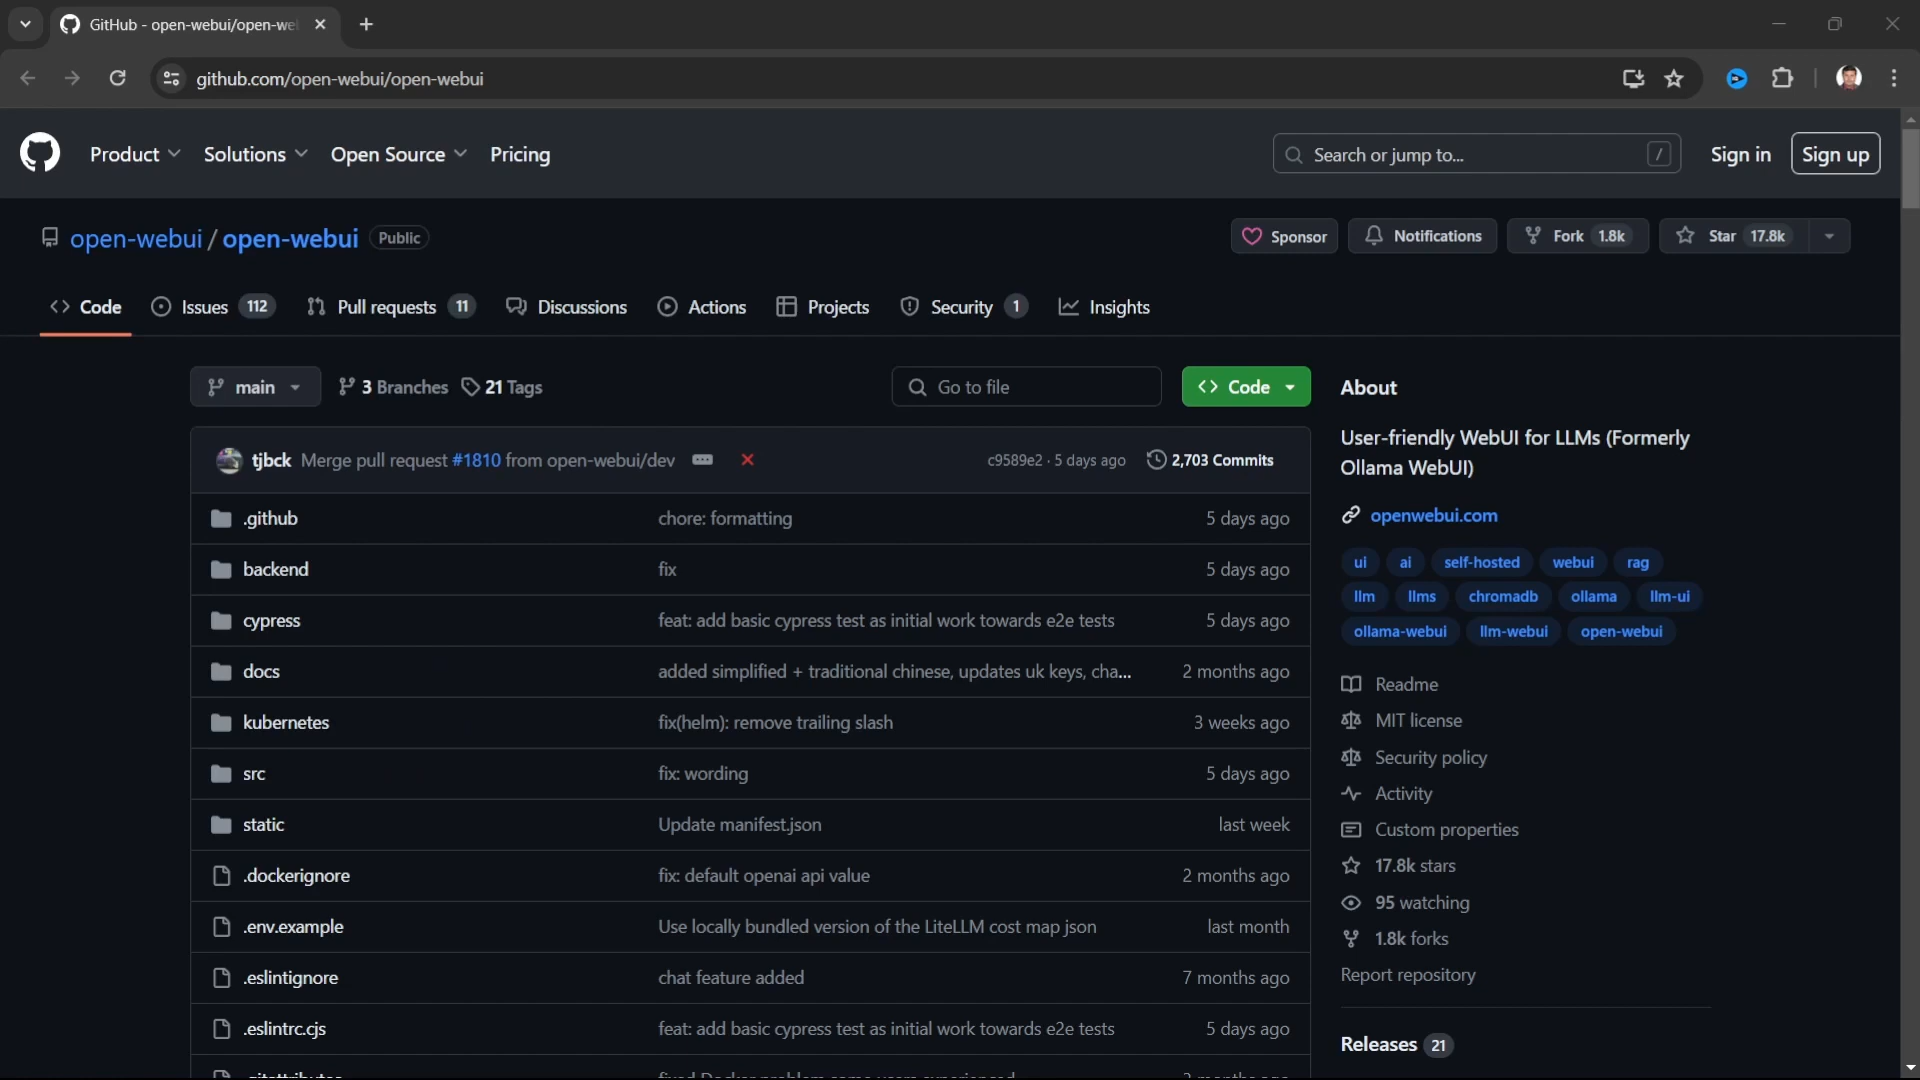 GitHub - open-webui/open-we
github.com/open-webui/open-webui
Product Solutions Open Source Pricing Search or jump to... / Sign in Sign up
open-webui / open-webui Public Sponsor Notifications Fork 1.8k Star 17.8k
Code Issues 112 Pull requests 11 Discussions Actions Projects Security 1 Insights
main 3 Branches 21 Tags Go to file Code
tjbck Merge pull request #1810 from open-webui/dev c9589e2 · 5 days ago 2,703 Commits
.github chore: formatting 5 days ago
backend fix 5 days ago
cypress feat: add basic cypress test as initial work towards e2e tests 5 days ago
docs added simplified + traditional chinese, updates uk keys, cha... 2 months ago
kubernetes fix(helm): remove trailing slash 3 weeks ago
src fix: wording 5 days ago
static Update manifest.json last week
.dockerignore fix: default openai api value 2 months ago
.env.example Use locally bundled version of the LiteLLM cost map json last month
.eslintignore chat feature added 7 months ago
.eslintrc.cjs feat: add basic cypress test as initial work towards e2e tests 5 days ago
About
User-friendly WebUI for LLMs (Formerly
Ollama WebUI)
openwebui.com
ui ai self-hosted webui rag
llm llms chromadb ollama llm-ui
ollama-webui llm-webui open-webui
Readme
MIT license
Security policy
Activity
Custom properties
17.8k stars
95 watching
1.8k forks
Report repository
Releases 21